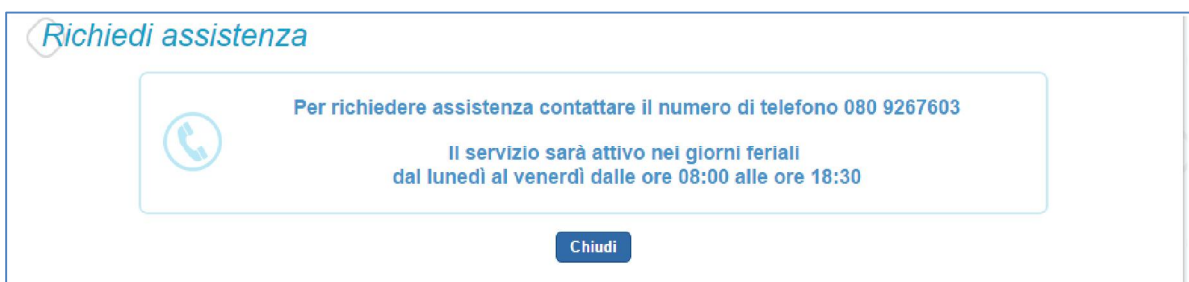 Richiedi assistenza
Per richiedere assistenza contattare il numero di telefono 080 9267603
Il servizio sarà attivo nei giorni feriali
dal lunedì al venerdì dalle ore 08:00 alle ore 18:30
Chiudi